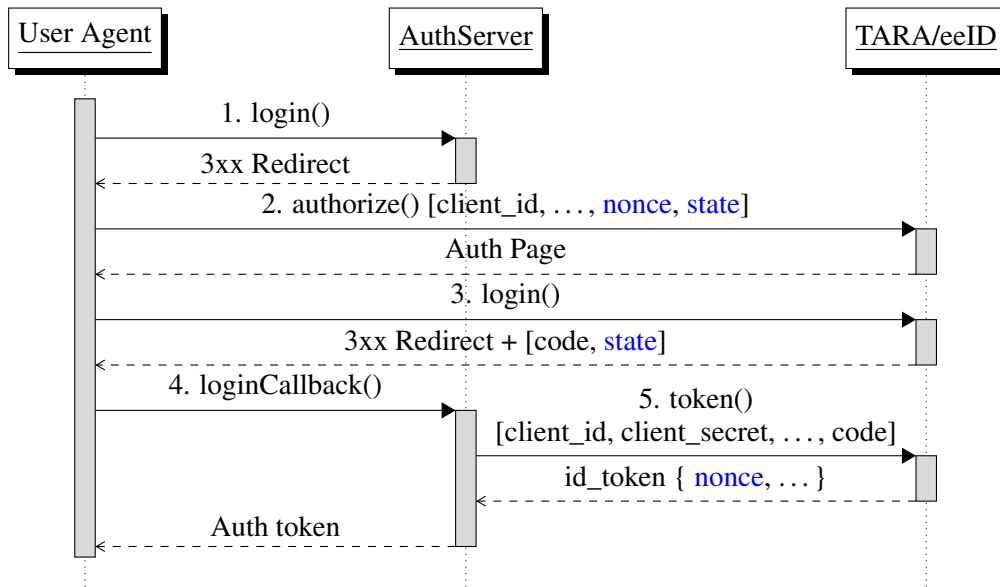 User Agent
AuthServer
TARA/eeID
1. login()
3xx Redirect
2. authorize() [client_id, ..., nonce, state]
Auth Page
3. login()
3xx Redirect + [code, state]
4. loginCallback()
5. token()
[client_id, client_secret, ..., code]
id_token { nonce, ... }
Auth token